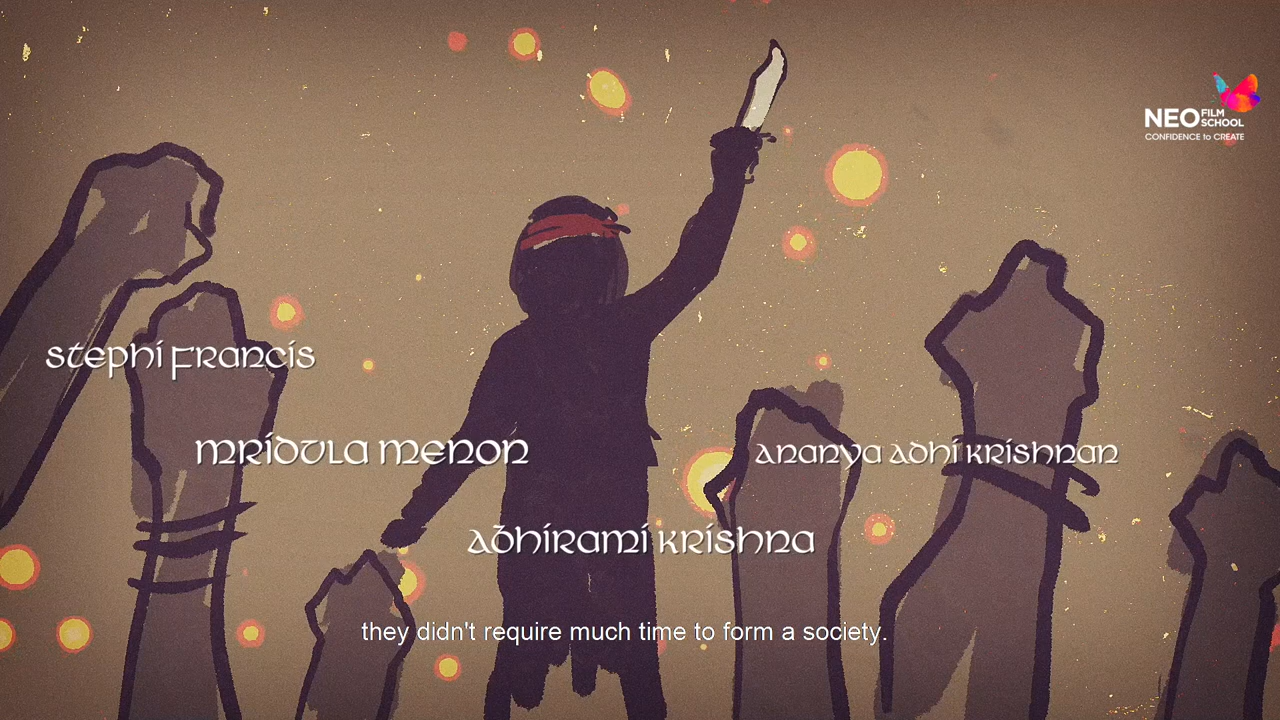 NEO FILM SCHOOL
CONFIDENCE to CREATE
Stephi Francis
Mridula Menon
Ananya Adhi Krishnan
Abhirami Krishna
they didn't require much time to form a society.